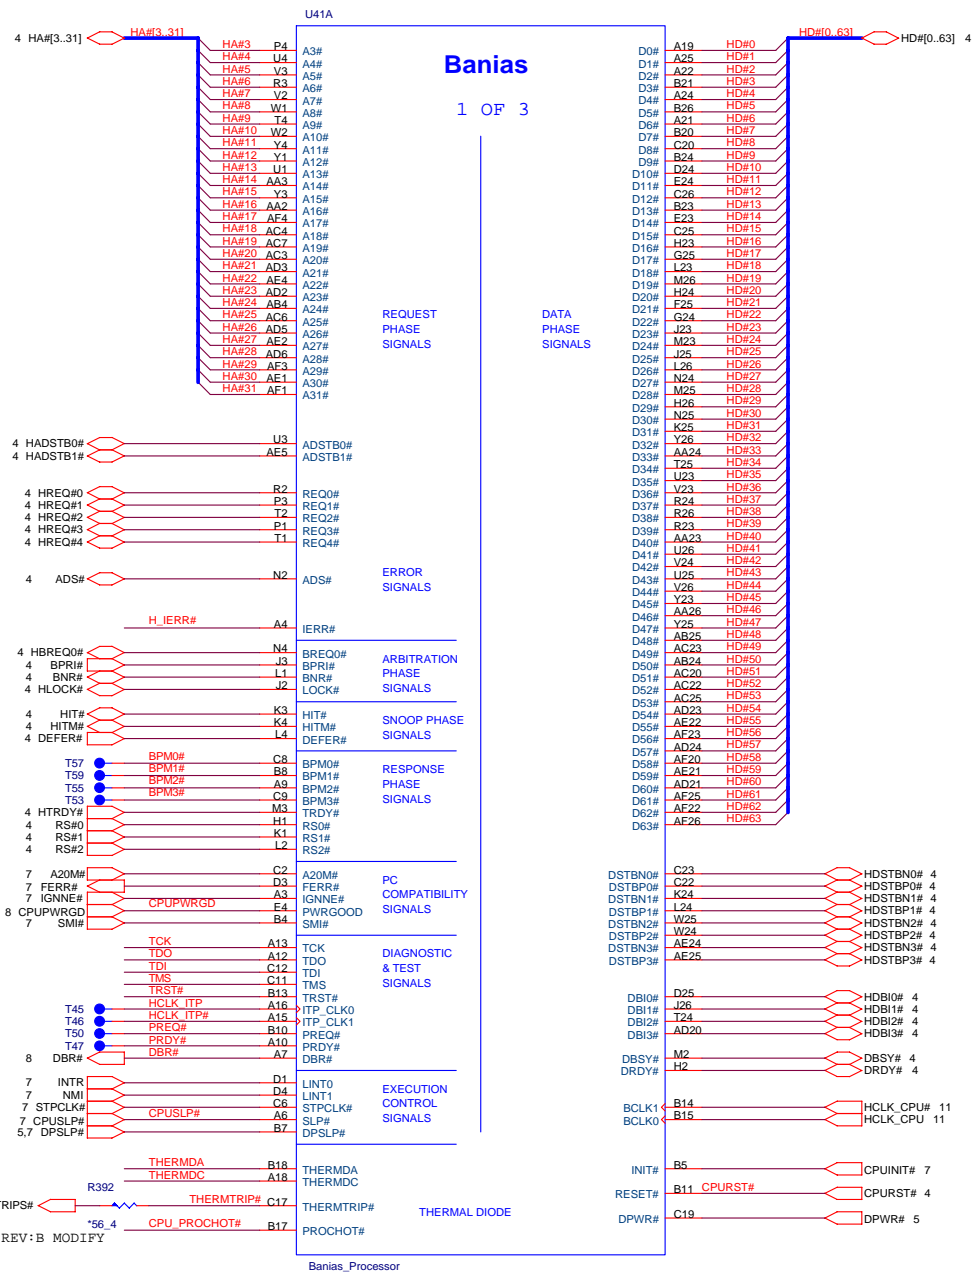 U41A
Banias
1 OF 3
4 HA#[3..31] HA#[3..31] HD#[0..63] HD#[0..63] 4
HA#3 P4 A3# D0# A19 HD#0
HA#4 U4 A4# D1# A25 HD#1
HA#5 V3 A5# D2# A22 HD#2
HA#6 R3 A6# D3# B21 HD#3
HA#7 V2 A7# D4# A24 HD#4
HA#8 W1 A8# D5# B26 HD#5
HA#9 T4 A9# D6# A21 HD#6
HA#10 W2 A10# D7# B20 HD#7
HA#11 Y4 A11# D8# C20 HD#8
HA#12 Y1 A12# D9# B24 HD#9
HA#13 U1 A13# D10# D24 HD#10
HA#14 AA3 A14# D11# E24 HD#11
HA#15 Y3 A15# D12# C26 HD#12
HA#16 AA2 A16# D13# B23 HD#13
HA#17 AF4 A17# D14# E23 HD#14
HA#18 AC4 A18# D15# C25 HD#15
HA#19 AC7 A19# D16# H23 HD#16
HA#20 AC3 A20# D17# G25 HD#17
HA#21 AD3 A21# D18# L23 HD#18
HA#22 AE4 A22# D19# M26 HD#19
HA#23 AD2 A23# D20# H24 HD#20
HA#24 AB4 A24# D21# F25 HD#21
HA#25 AC6 A25# D22# G24 HD#22
HA#26 AD5 A26# D23# J23 HD#23
HA#27 AE2 A27# D24# M23 HD#24
HA#28 AD6 A28# D25# J25 HD#25
HA#29 AF3 A29# D26# L26 HD#26
HA#30 AE1 A30# D27# N24 HD#27
HA#31 AF1 A31# D28# M25 HD#28
REQUEST
PHASE
SIGNALS
DATA
PHASE
SIGNALS
D29# H26 HD#29
D30# N25 HD#30
D31# K25 HD#31
D32# Y26 HD#32
D33# AA24 HD#33
D34# T25 HD#34
D35# U23 HD#35
D36# V23 HD#36
D37# R24 HD#37
D38# R26 HD#38
D39# R23 HD#39
D40# AA23 HD#40
D41# U26 HD#41
D42# V24 HD#42
D43# U25 HD#43
D44# V26 HD#44
D45# Y23 HD#45
D46# AA26 HD#46
D47# Y25 HD#47
D48# AB25 HD#48
D49# AC23 HD#49
D50# AB24 HD#50
D51# AC20 HD#51
D52# AC22 HD#52
D53# AC25 HD#53
D54# AD23 HD#54
D55# AE22 HD#55
D56# AF23 HD#56
D57# AD24 HD#57
D58# AF20 HD#58
D59# AE21 HD#59
D60# AD21 HD#60
D61# AF25 HD#61
D62# AF22 HD#62
D63# AF26 HD#63
4 HADSTB0# U3 ADSTB0#
4 HADSTB1# AE5 ADSTB1#
4 HREQ#0 R2 REQ0#
4 HREQ#1 P3 REQ1#
4 HREQ#2 T2 REQ2#
4 HREQ#3 P1 REQ3#
4 HREQ#4 T1 REQ4#
4 ADS# N2 ADS#
ERROR
SIGNALS
H_IERR# A4 IERR#
4 HBREQ0# N4 BREQ0#
4 BPRI# J3 BPRI#
4 BNR# L1 BNR#
4 HLOCK# J2 LOCK#
ARBITRATION
PHASE
SIGNALS
4 HIT# K3 HIT#
4 HITM# K4 HITM#
4 DEFER# L4 DEFER#
SNOOP PHASE
SIGNALS
T57 BPM0# C8 BPM0#
T59 BPM1# B8 BPM1#
T55 BPM2# A9 BPM2#
T53 BPM3# C9 BPM3#
4 HTRDY# M3 TRDY#
4 RS#0 H1 RS0#
4 RS#1 K1 RS1#
4 RS#2 L2 RS2#
RESPONSE
PHASE
SIGNALS
7 A20M# C2 A20M#
7 FERR# D3 FERR#
7 IGNNE# A3 IGNNE#
8 CPUPWRGD CPUPWRGD E4 PWRGOOD
7 SMI# B4 SMI#
PC
COMPATIBILITY
SIGNALS
DSTBN0# C23 HDSTBN0# 4
DSTBP0# C22 HDSTBP0# 4
DSTBN1# K24 HDSTBN1# 4
DSTBP1# L24 HDSTBP1# 4
DSTBN2# W25 HDSTBN2# 4
DSTBP2# W24 HDSTBP2# 4
DSTBN3# AE24 HDSTBN3# 4
DSTBP3# AE25 HDSTBP3# 4
TCK A13 TCK
TDO A12 TDO
TDI C12 TDI
TMS C11 TMS
TRST# B13 TRST#
T45 HCLK_ITP A16 ITP_CLK0
T46 HCLK_ITP# A15 ITP_CLK1
T50 PREQ# B10 PREQ#
T47 PRDY# A10 PRDY#
8 DBR# DBR# A7 DBR#
DIAGNOSTIC
& TEST
SIGNALS
DBI0# D25 HDBI0# 4
DBI1# J26 HDBI1# 4
DBI2# T24 HDBI2# 4
DBI3# AD20 HDBI3# 4
DBSY# M2 DBSY# 4
DRDY# H2 DRDY# 4
7 INTR D1 LINT0
7 NMI D4 LINT1
7 STPCLK# C6 STPCLK#
7 CPUSLP# CPUSLP# A6 SLP#
5,7 DPSLP# B7 DPSLP#
EXECUTION
CONTROL
SIGNALS
BCLK1 B14 HCLK_CPU# 11
BCLK0 B15 HCLK_CPU 11
THERMDA B18 THERMDA
THERMDC A18 THERMDC
R392
TRIPS# THERMTRIP# C17 THERMTRIP#
*56_4 CPU_PROCHOT# B17 PROCHOT#
REV:B MODIFY
THERMAL DIODE
INIT# B5 CPUINIT# 7
RESET# B11 CPURST# CPURST# 4
DPWR# C19 DPWR# 5
Banias_Processor